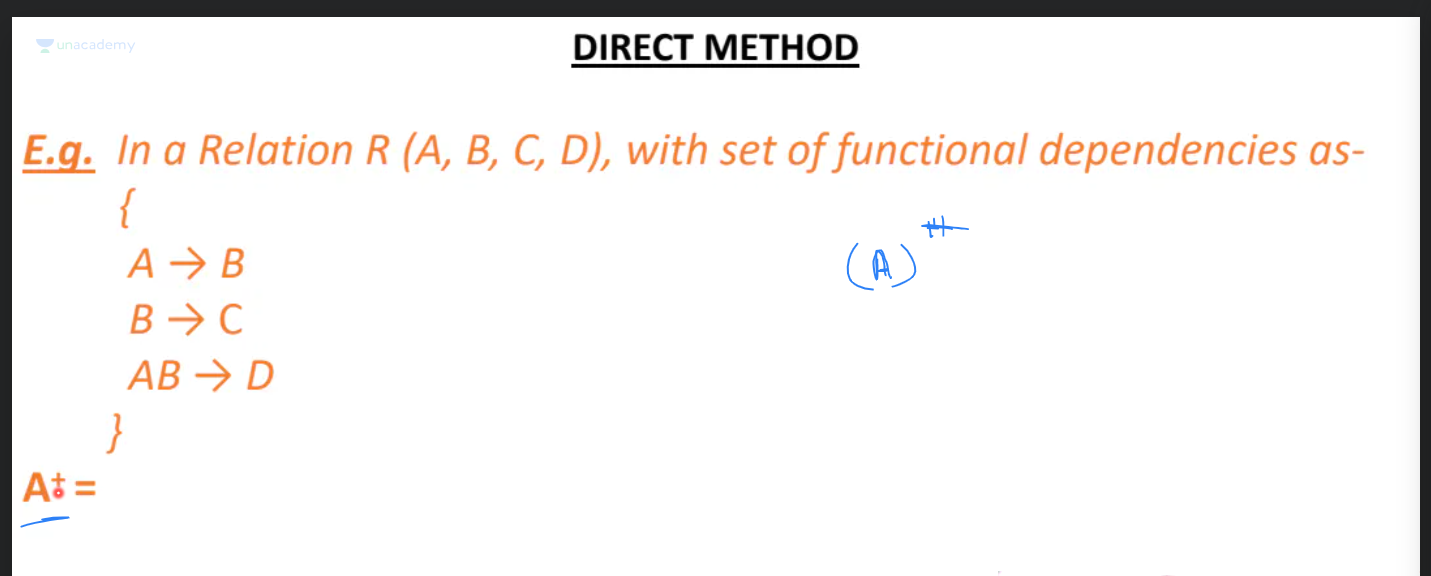 unacademy
DIRECT METHOD
E.g. In a Relation R (A, B, C, D), with set of functional dependencies as-
{
A → B
B → C
AB → D
}
(A)⁺
A⁺ =